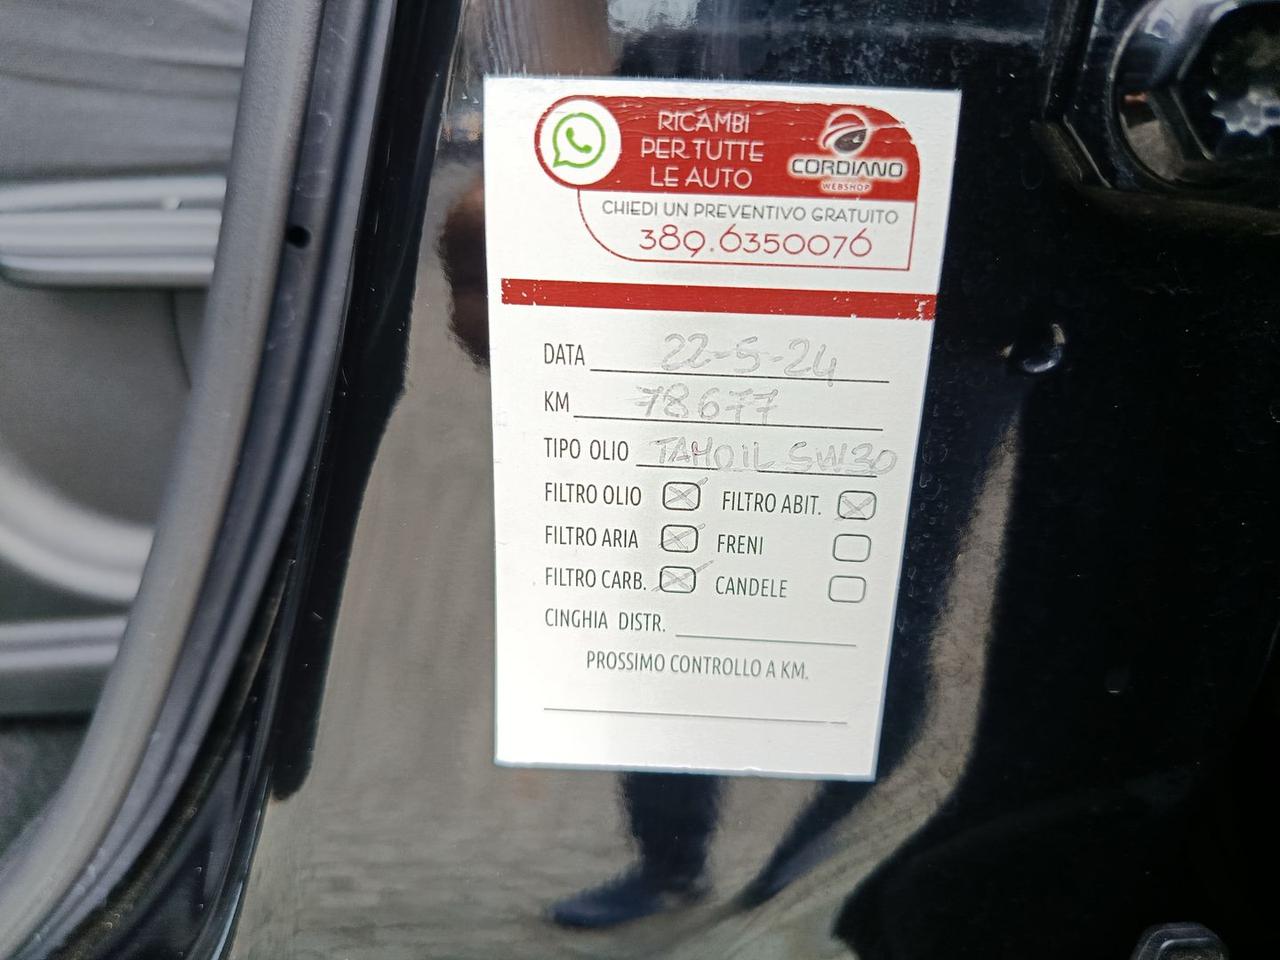 RICAMBI
PER TUTTE
LE AUTO
CORDIANO
WEBSHOP
CHIEDI UN PREVENTIVO GRATUITO
389.6350076
DATA 22-5-24
KM 78677
TIPO OLIO TAMOIL 5W30
FILTRO OLIO FILTRO ABIT.
FILTRO ARIA FRENI
FILTRO CARB. CANDELE
CINGHIA DISTR.
PROSSIMO CONTROLLO A KM.